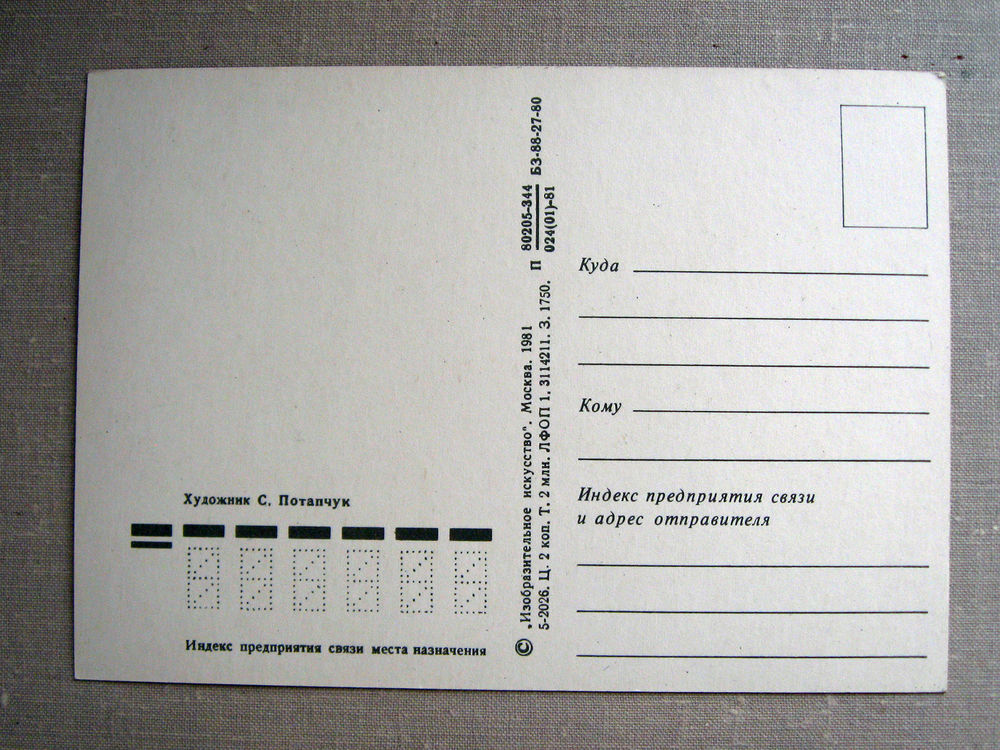 Художник С. Потапчук
Индекс предприятия связи места назначения
© „Изобразительное искусство". Москва. 1981
5-2026. Ц. 2 коп. Т. 2 млн. ЛФОП 1. 3114211. З. 1750.
П 80205-344 БЗ-88-27-80
024(01)-81
Куда
Кому
Индекс предприятия связи
и адрес отправителя